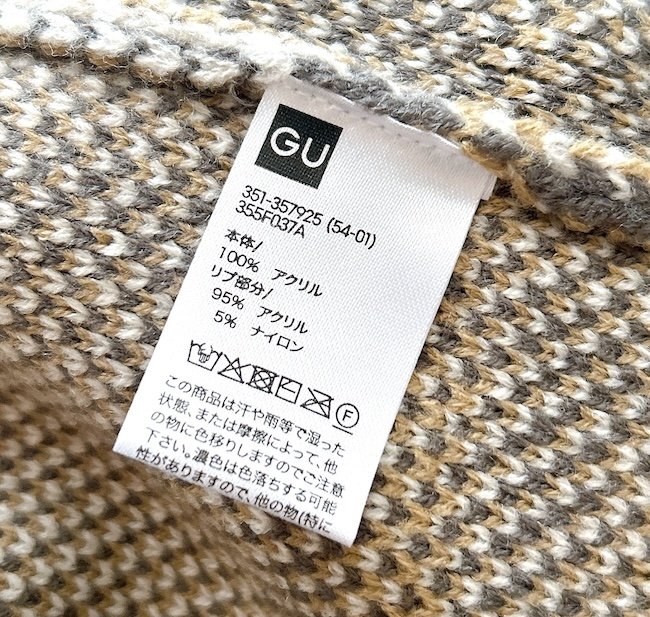 GU
351-357925 (54-01)
355F037A
本体/
100% アクリル
リブ部分/
95% アクリル
5% ナイロン
F
この商品は汗や雨等で湿った
状態、または摩擦によって、他
の物に色移りしますのでご注意
下さい。濃色は色落ちする可能
性がありますので、他の物(特に